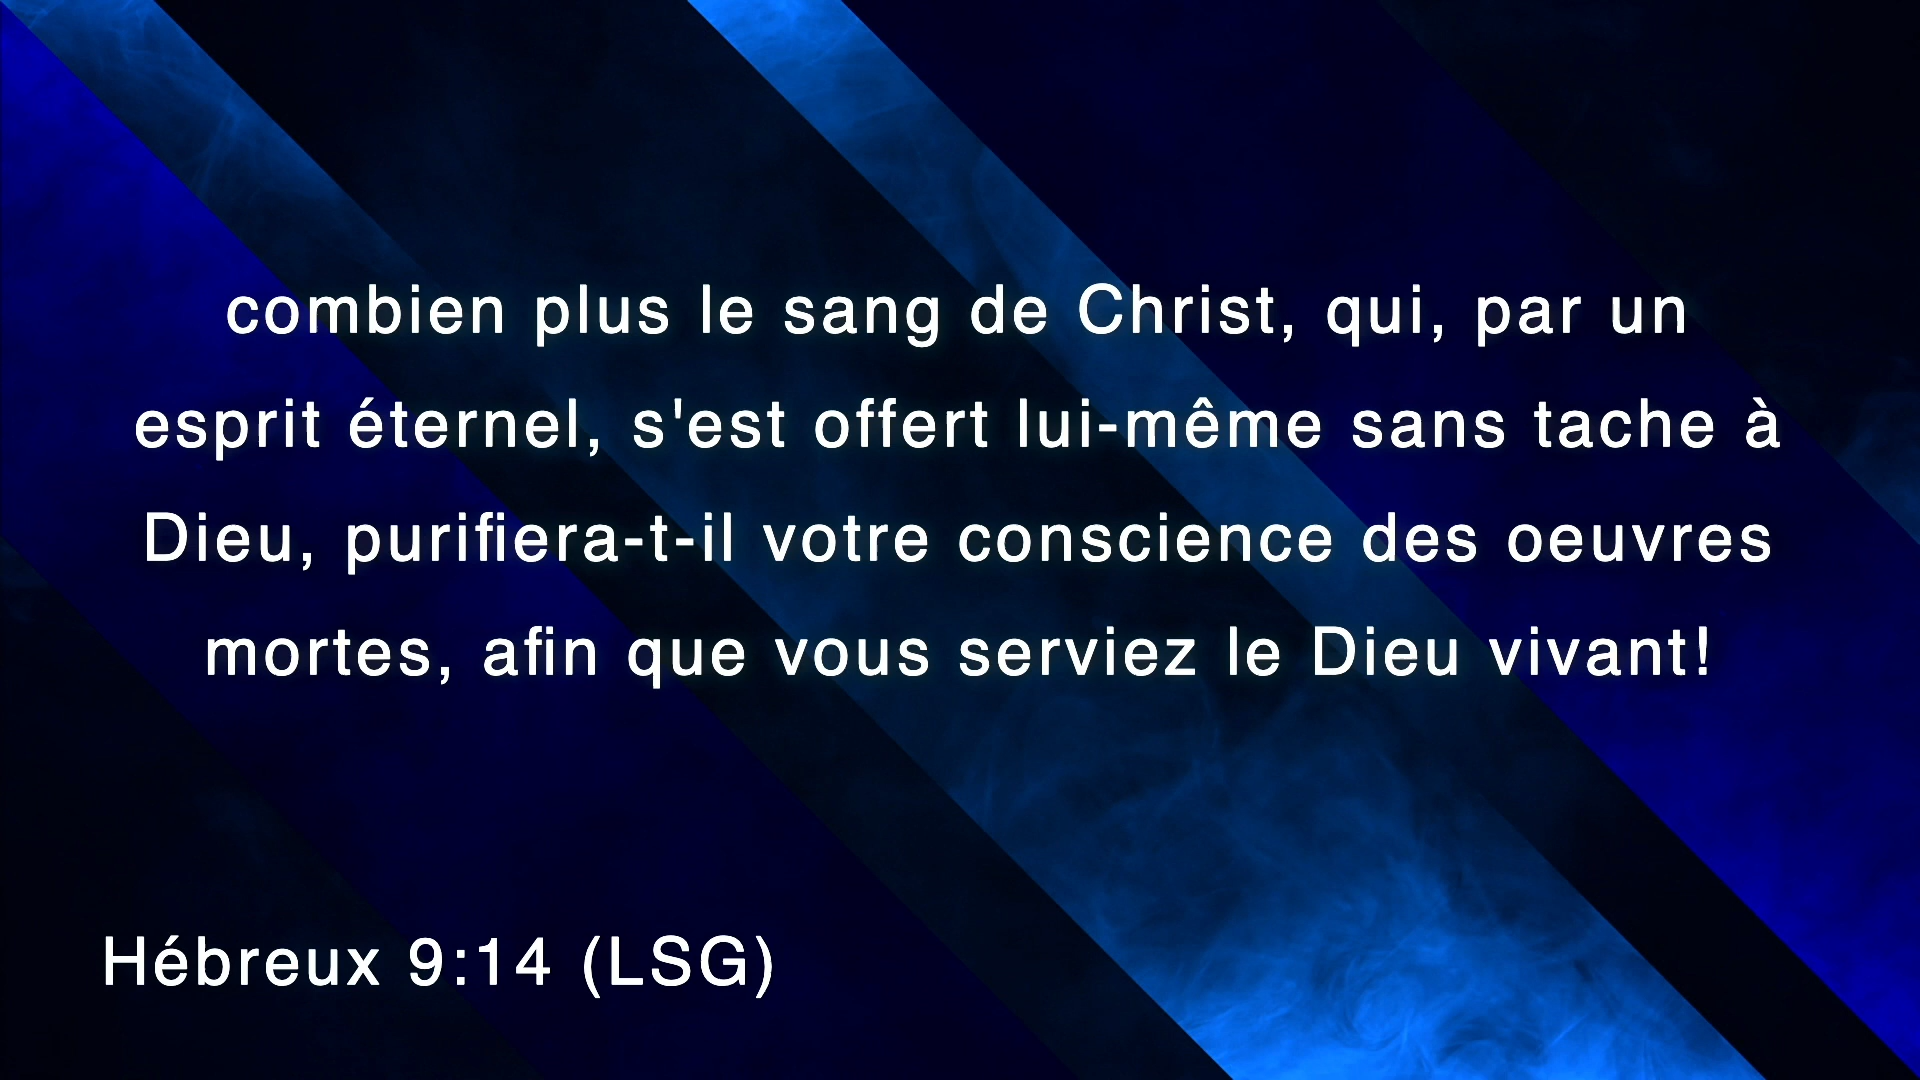 combien plus le sang de Christ, qui, par un
esprit éternel, s'est offert lui-même sans tache à
Dieu, purifiera-t-il votre conscience des oeuvres
mortes, afin que vous serviez le Dieu vivant!
Hébreux 9:14 (LSG)